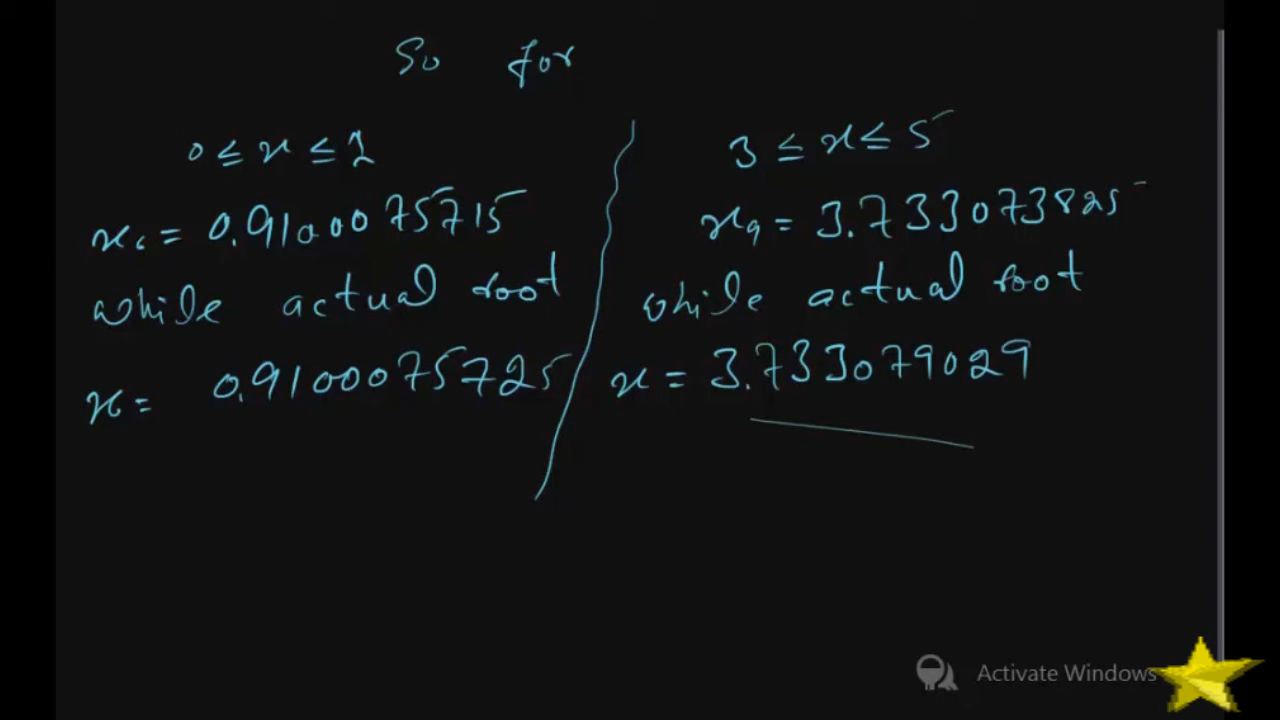 So for
0 ≤ x ≤ 1
x₆ = 0.9100075715
while actual root
x = 0.9100075725
3 ≤ x ≤ 5
x₉ = 3.733073825
while actual root
x = 3.733079029
Activate Windows